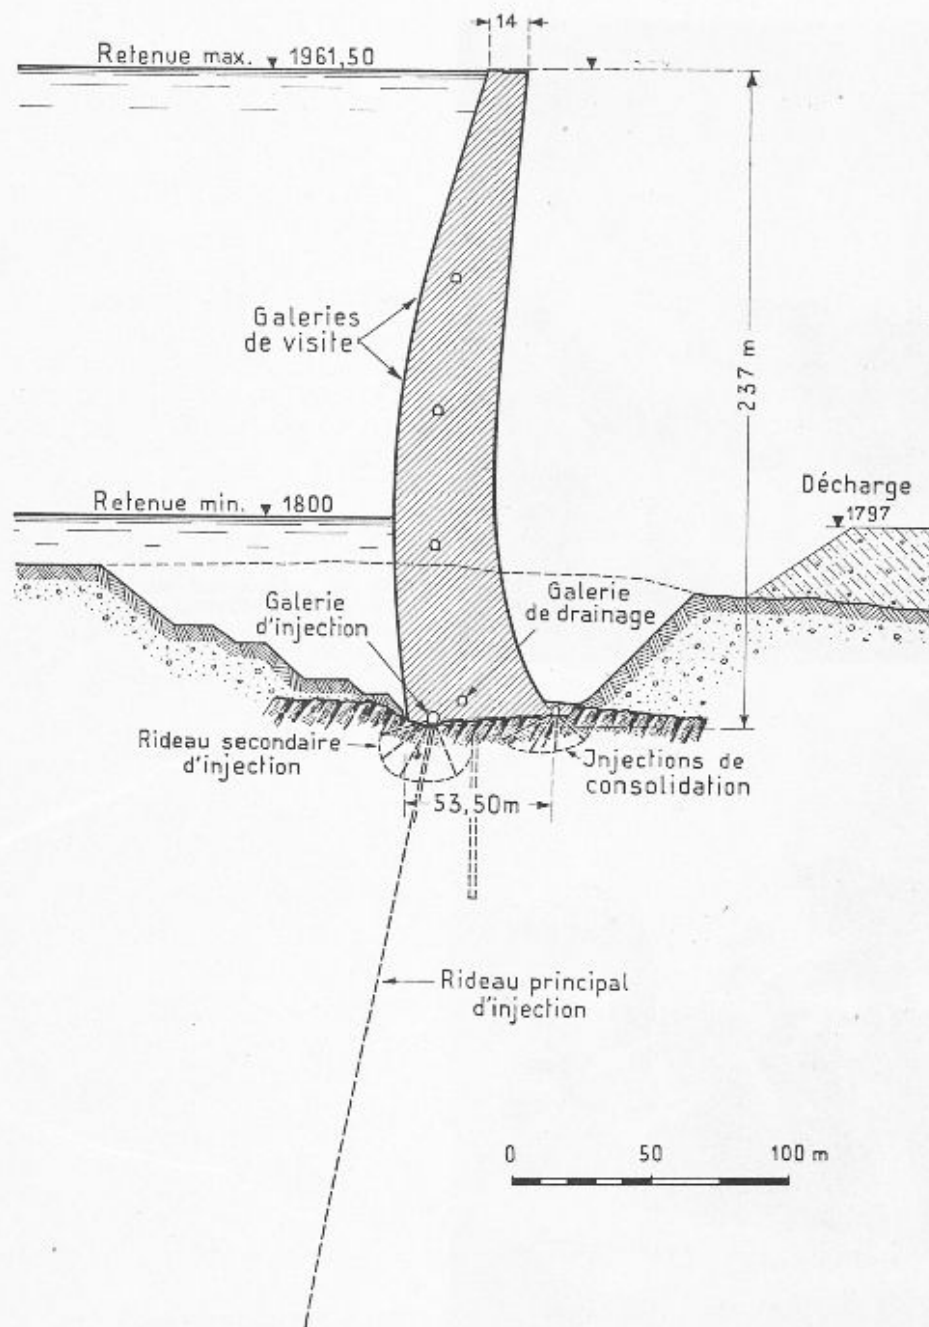 14
Retenue max. 1961,50
Galeries
de visite
237 m
Retenue min. 1800
Décharge
1797
Galerie
d'injection
Galerie
de drainage
Rideau secondaire
d'injection
Injections de
consolidation
53,50m
Rideau principal
d'injection
0 50 100 m